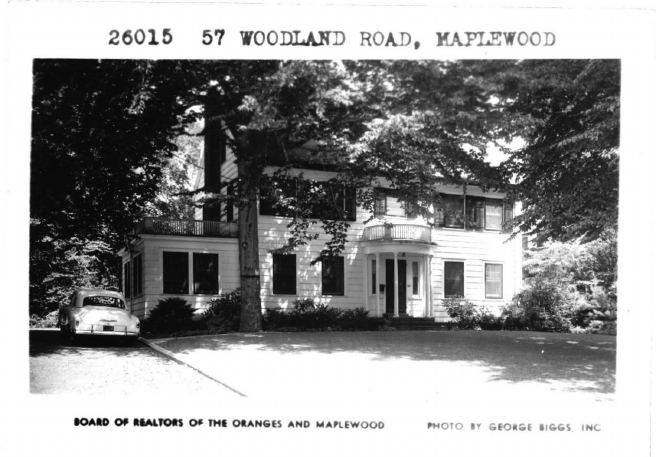 26015 57 WOODLAND ROAD, MAPLEWOOD
BOARD OF REALTORS OF THE ORANGES AND MAPLEWOOD PHOTO BY GEORGE BIGGS, INC.